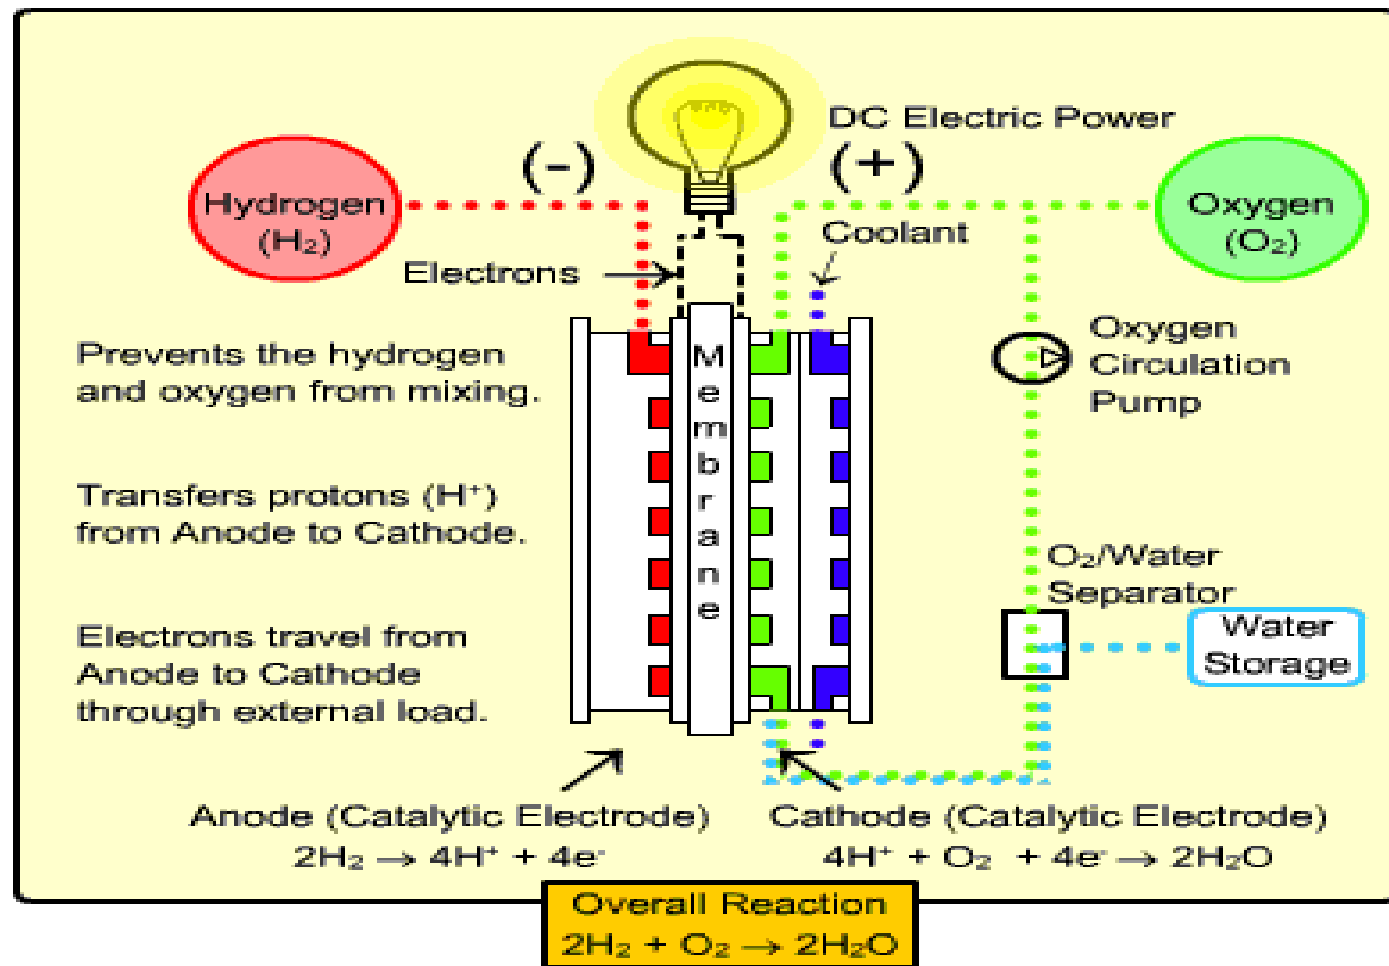 DC Electric Power
(-)
(+)
Hydrogen
(H₂)
Oxygen
(O₂)
Coolant
Electrons
Prevents the hydrogen
and oxygen from mixing.
Transfers protons (H⁺)
from Anode to Cathode.
Electrons travel from
Anode to Cathode
through external load.
Membrane
Oxygen
Circulation
Pump
O₂/Water
Separator
Water
Storage
Anode (Catalytic Electrode)
2H₂ → 4H⁺ + 4e⁻
Cathode (Catalytic Electrode)
4H⁺ + O₂ + 4e⁻ → 2H₂O
Overall Reaction
2H₂ + O₂ → 2H₂O